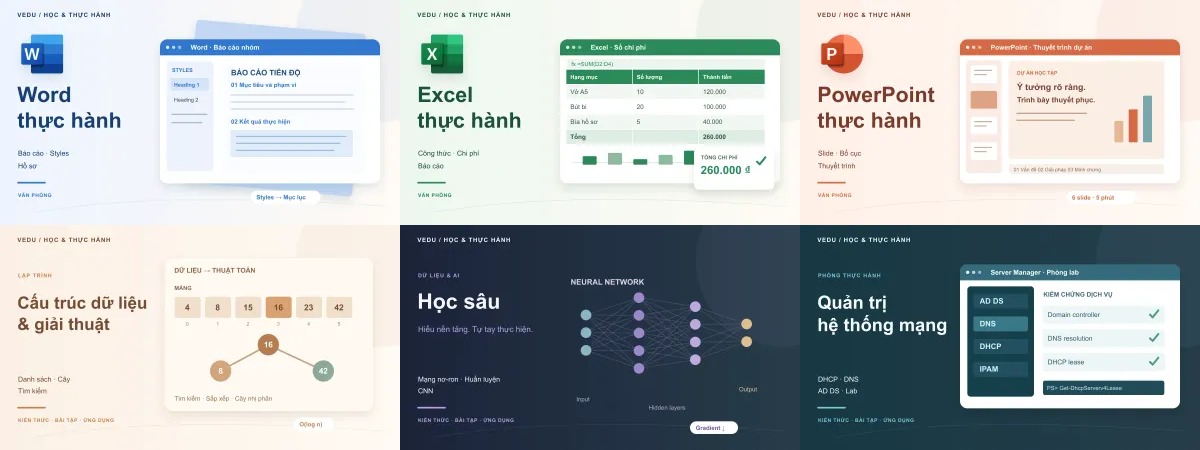 VEDU / HỌC & THỰC HÀNH
W
Word
thực hành
Báo cáo · Styles
Hồ sơ
VĂN PHÒNG
Word · Báo cáo nhóm
STYLES
Heading 1
Heading 2
BÁO CÁO TIẾN ĐỘ
01 Mục tiêu và phạm vi
02 Kết quả thực hiện
Styles → Mục lục
VEDU / HỌC & THỰC HÀNH
X
Excel
thực hành
Công thức · Chi phí
Báo cáo
VĂN PHÒNG
Excel · Sổ chi phí
fx =SUM(D2:D4)
Hạng mục Số lượng Thành tiền
Vở A5 10 120.000
Bút bi 20 100.000
Bìa hồ sơ 5 40.000
Tổng 260.000
TỔNG CHI PHÍ
260.000 ₫
VEDU / HỌC & THỰC HÀNH
P
PowerPoint
thực hành
Slide · Bố cục
Thuyết trình
VĂN PHÒNG
PowerPoint · Thuyết trình dự án
DỰ ÁN HỌC TẬP
Ý tưởng rõ ràng.
Trình bày thuyết phục.
01 Vấn đề 02 Giải pháp 03 Minh chứng
6 slide · 5 phút
VEDU / HỌC & THỰC HÀNH
LẬP TRÌNH
Cấu trúc dữ liệu
& giải thuật
Danh sách · Cây
Tìm kiếm
KIẾN THỨC · BÀI TẬP · ỨNG DỤNG
DỮ LIỆU → THUẬT TOÁN
MẢNG
4 8 15 16 23 42
0 1 2 3 4 5
16
8 42
Tìm kiếm · Sắp xếp · Cây nhị phân
O(log n)
VEDU / HỌC & THỰC HÀNH
DỮ LIỆU & AI
Học sâu
Hiểu nền tảng. Tự tay thực hiện.
Mạng nơ-ron · Huấn luyện
CNN
KIẾN THỨC · BÀI TẬP · ỨNG DỤNG
NEURAL NETWORK
Input
Hidden layers
Output
Gradient ↓
VEDU / HỌC & THỰC HÀNH
PHÒNG THỰC HÀNH
Quản trị
hệ thống mạng
DHCP · DNS
AD DS · Lab
KIẾN THỨC · BÀI TẬP · ỨNG DỤNG
Server Manager · Phòng lab
AD DS
DNS
DHCP
IPAM
KIỂM CHỨNG DỊCH VỤ
Domain controller
DNS resolution
DHCP lease
PS> Get-DhcpServerv4Lease